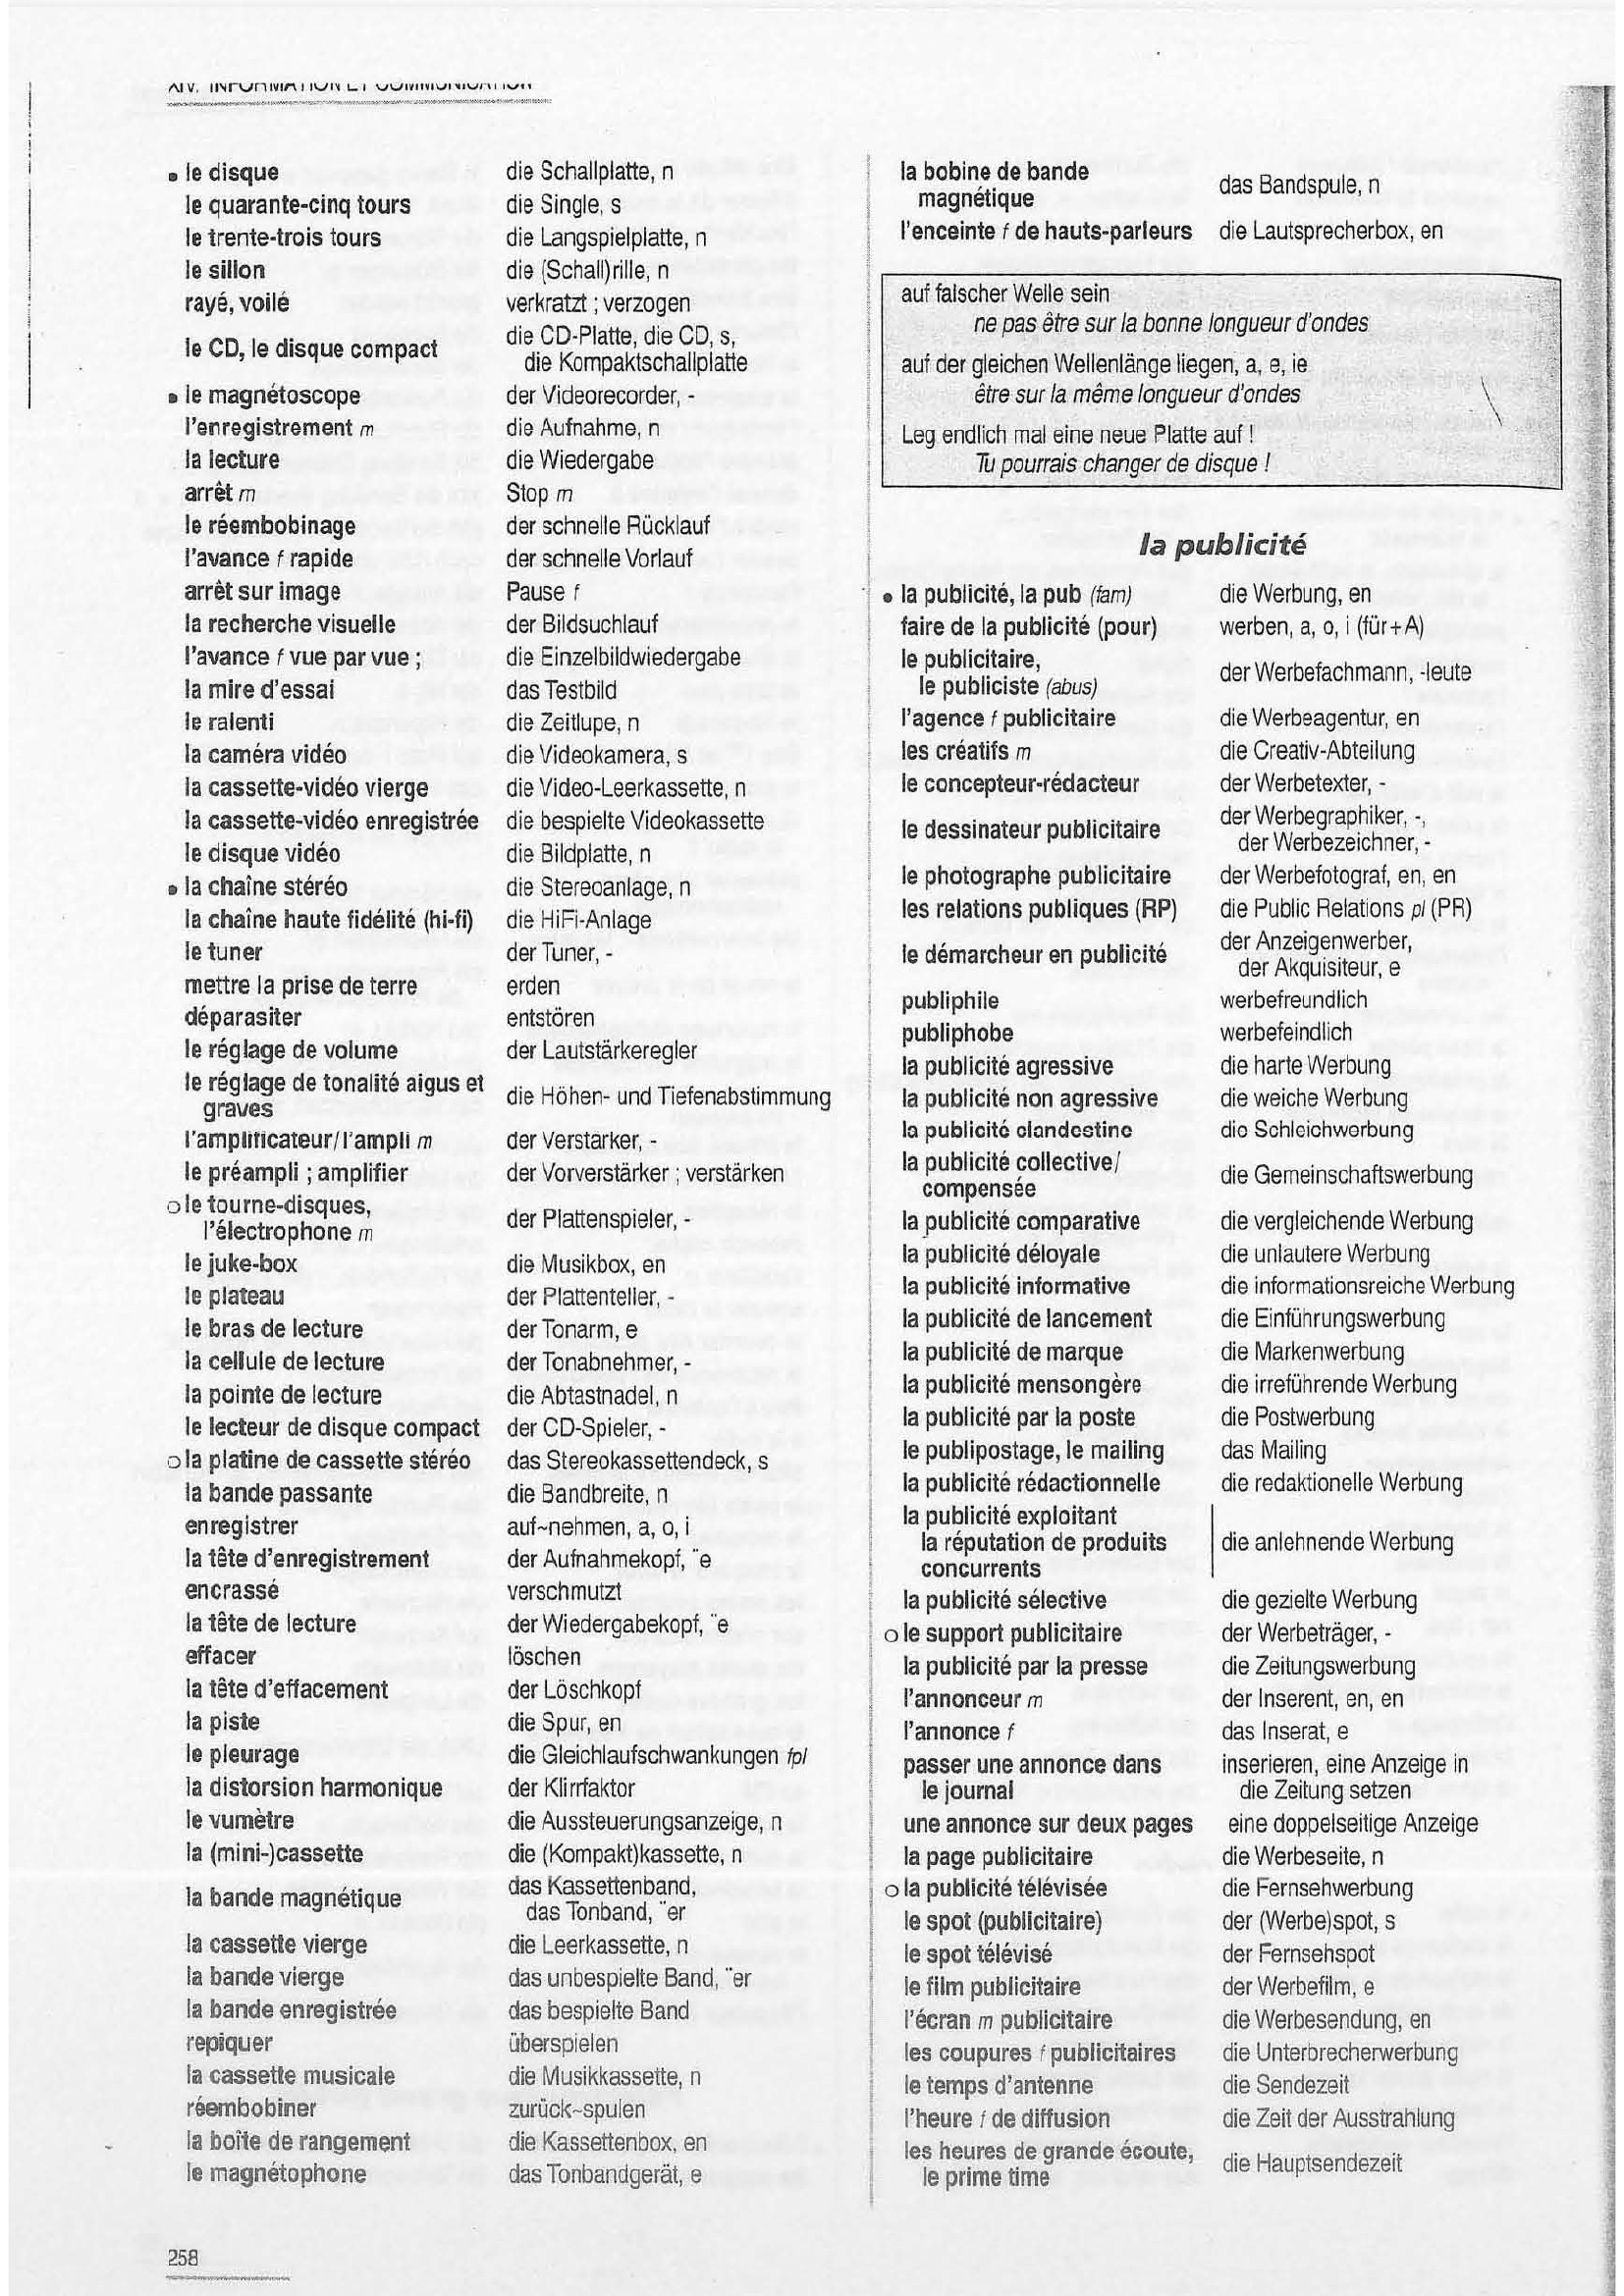 XIV. INFORMATION ET COMMUNICATION
• le disque die Schallplatte, n
le quarante-cinq tours die Single, s
le trente-trois tours die Langspielplatte, n
le sillon die (Schall)rille, n
rayé, voilé verkratzt ; verzogen
le CD, le disque compact die CD-Platte, die CD, s,
die Kompaktschallplatte
• le magnétoscope der Videorecorder, -
l'enregistrement m die Aufnahme, n
la lecture die Wiedergabe
arrêt m Stop m
le réembobinage der schnelle Rücklauf
l'avance f rapide der schnelle Vorlauf
arrêt sur image Pause f
la recherche visuelle der Bildsuchlauf
l'avance f vue par vue ; die Einzelbildwiedergabe
la mire d'essai das Testbild
le ralenti die Zeitlupe, n
la caméra vidéo die Videokamera, s
la cassette-vidéo vierge die Video-Leerkassette, n
la cassette-vidéo enregistrée die bespielte Videokassette
le disque vidéo die Bildplatte, n
• la chaîne stéréo die Stereoanlage, n
la chaîne haute fidélité (hi-fi) die HiFi-Anlage
le tuner der Tuner, -
mettre la prise de terre erden
déparasiter entstören
le réglage de volume der Lautstärkeregler
le réglage de tonalité aigus et
graves die Höhen- und Tiefenabstimmung
l'amplificateur/l'ampli m der Verstärker, -
le préampli ; amplifier der Vorverstärker ; verstärken
o le tourne-disques,
l'électrophone m der Plattenspieler, -
le juke-box die Musikbox, en
le plateau der Plattenteller, -
le bras de lecture der Tonarm, e
la cellule de lecture der Tonabnehmer, -
la pointe de lecture die Abtastnadel, n
le lecteur de disque compact der CD-Spieler, -
o la platine de cassette stéréo das Stereokassettendeck, s
la bande passante die Bandbreite, n
enregistrer auf~nehmen, a, o, i
la tête d'enregistrement der Aufnahmekopf, ¨e
encrassé verschmutzt
la tête de lecture der Wiedergabekopf, ¨e
effacer löschen
la tête d'effacement der Löschkopf
la piste die Spur, en
le pleurage die Gleichlaufschwankungen fpl
la distorsion harmonique der Klirrfaktor
le vumètre die Aussteuerungsanzeige, n
la (mini-)cassette die (Kompakt)kassette, n
la bande magnétique das Kassettenband,
das Tonband, ¨er
la cassette vierge die Leerkassette, n
la bande vierge das unbespielte Band, ¨er
la bande enregistrée das bespielte Band
repiquer überspielen
la cassette musicale die Musikkassette, n
réembobiner zurück~spulen
la boîte de rangement die Kassettenbox, en
le magnétophone das Tonbandgerät, e
258
la bobine de bande
magnétique das Bandspule, n
l'enceinte f de hauts-parleurs die Lautsprecherbox, en
auf falscher Welle sein
ne pas être sur la bonne longueur d'ondes
auf der gleichen Wellenlänge liegen, a, e, ie
être sur la même longueur d'ondes
Leg endlich mal eine neue Platte auf !
Tu pourrais changer de disque !
la publicité
• la publicité, la pub (fam) die Werbung, en
faire de la publicité (pour) werben, a, o, i (für+A)
le publicitaire,
le publiciste (abus) der Werbefachmann, -leute
l'agence f publicitaire die Werbeagentur, en
les créatifs m die Creativ-Abteilung
le concepteur-rédacteur der Werbetexter, -
le dessinateur publicitaire der Werbegraphiker, -,
der Werbezeichner, -
le photographe publicitaire der Werbefotograf, en, en
les relations publiques (RP) die Public Relations pl (PR)
le démarcheur en publicité der Anzeigenwerber,
der Akquisiteur, e
publiphile werbefreundlich
publiphobe werbefeindlich
la publicité agressive die harte Werbung
la publicité non agressive die weiche Werbung
la publicité clandestine die Schleichwerbung
la publicité collective/
compensée die Gemeinschaftswerbung
la publicité comparative die vergleichende Werbung
la publicité déloyale die unlautere Werbung
la publicité informative die informationsreiche Werbung
la publicité de lancement die Einführungswerbung
la publicité de marque die Markenwerbung
la publicité mensongère die irreführende Werbung
la publicité par la poste die Postwerbung
le publipostage, le mailing das Mailing
la publicité rédactionnelle die redaktionelle Werbung
la publicité exploitant
la réputation de produits die anlehnende Werbung
concurrents
la publicité sélective die gezielte Werbung
o le support publicitaire der Werbeträger, -
la publicité par la presse die Zeitungswerbung
l'annonceur m der Inserent, en, en
l'annonce f das Inserat, e
passer une annonce dans inserieren, eine Anzeige in
le journal die Zeitung setzen
une annonce sur deux pages eine doppelseitige Anzeige
la page publicitaire die Werbeseite, n
o la publicité télévisée die Fernsehwerbung
le spot (publicitaire) der (Werbe)spot, s
le spot télévisé der Fernsehspot
le film publicitaire der Werbefilm, e
l'écran m publicitaire die Werbesendung, en
les coupures f publicitaires die Unterbrecherwerbung
le temps d'antenne die Sendezeit
l'heure f de diffusion die Zeit der Ausstrahlung
les heures de grande écoute,
le prime time die Hauptsendezeit